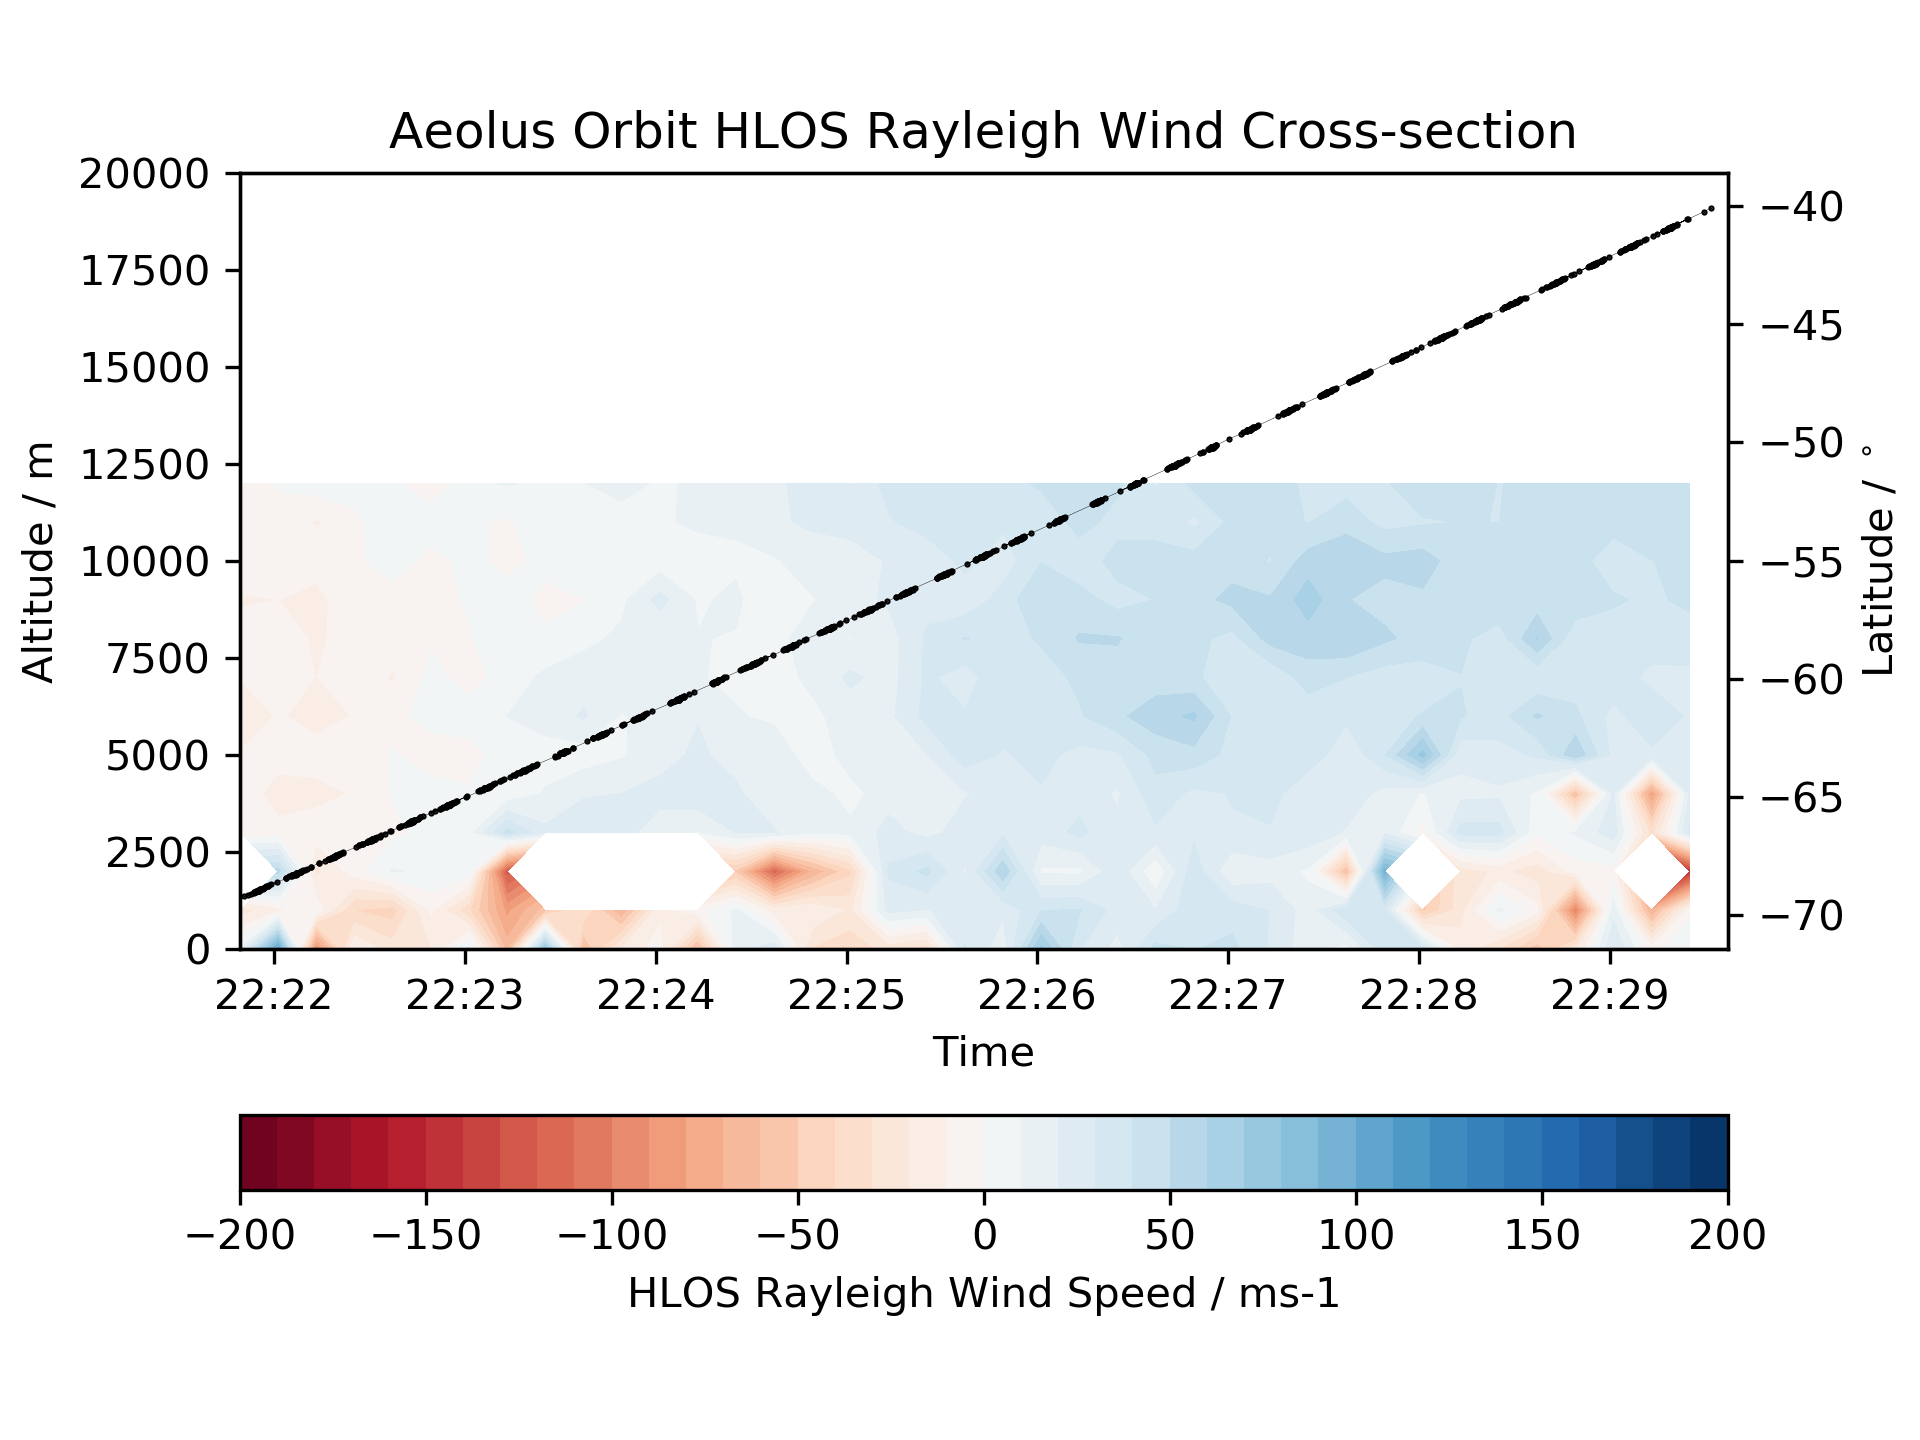 Aeolus Orbit HLOS Rayleigh Wind Cross-section
20000
17500
15000
12500
10000
7500
5000
2500
0
Altitude / m
−40
−45
−50
−55
−60
−65
−70
Latitude / °
22:22 22:23 22:24 22:25 22:26 22:27 22:28 22:29
Time
−200 −150 −100 −50 0 50 100 150 200
HLOS Rayleigh Wind Speed / ms-1